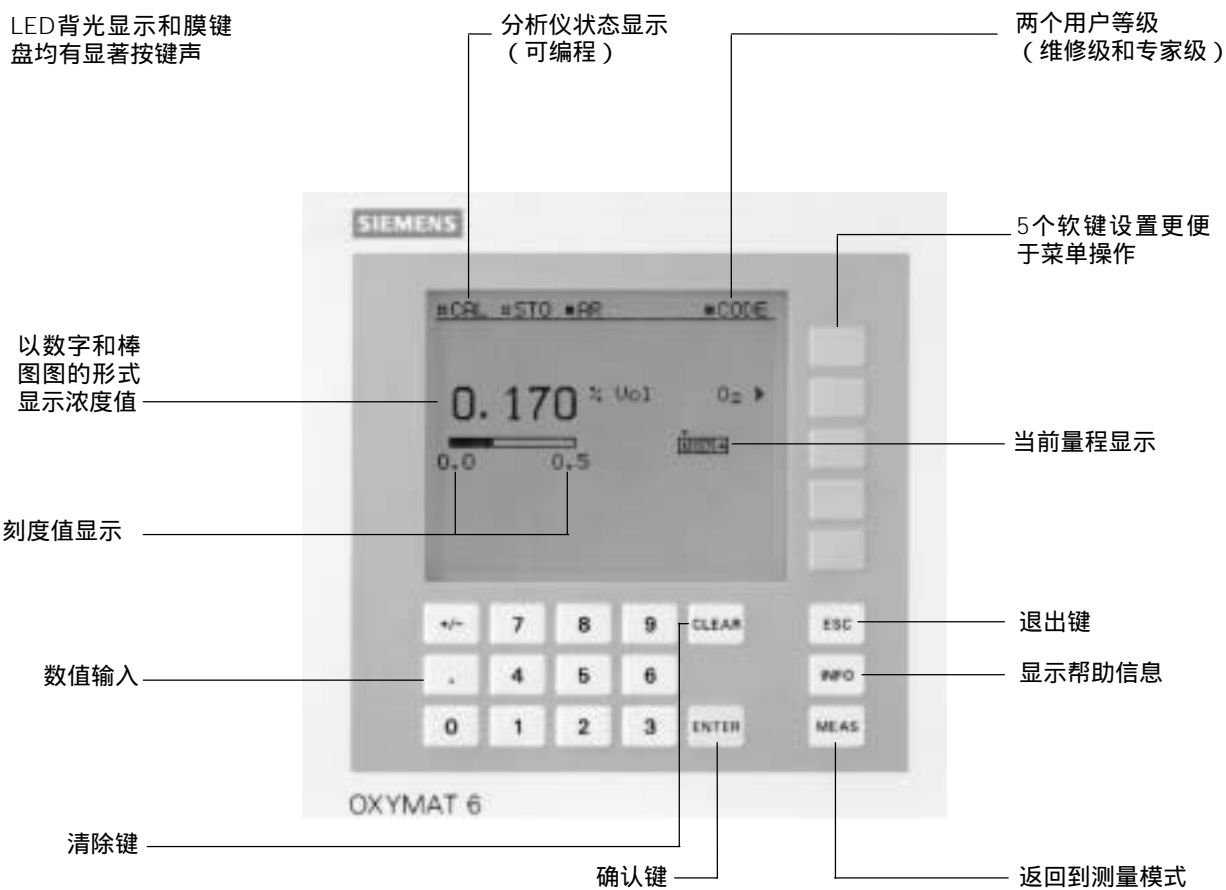 LED背光显示和膜键
盘均有显著按键声
分析仪状态显示
（可编程）
两个用户等级
（维修级和专家级）
SIEMENS
5个软键设置更便
于菜单操作
CAL STO AR CODE
以数字和棒
图图的形式
显示浓度值
0.170 % Vol O₂
当前量程显示
0.0 0.5
刻度值显示
+/- 7 8 9 CLEAR ESC
退出键
数值输入
. 4 5 6 INFO
显示帮助信息
0 1 2 3 ENTER MEAS
OXYMAT 6
清除键
确认键
返回到测量模式